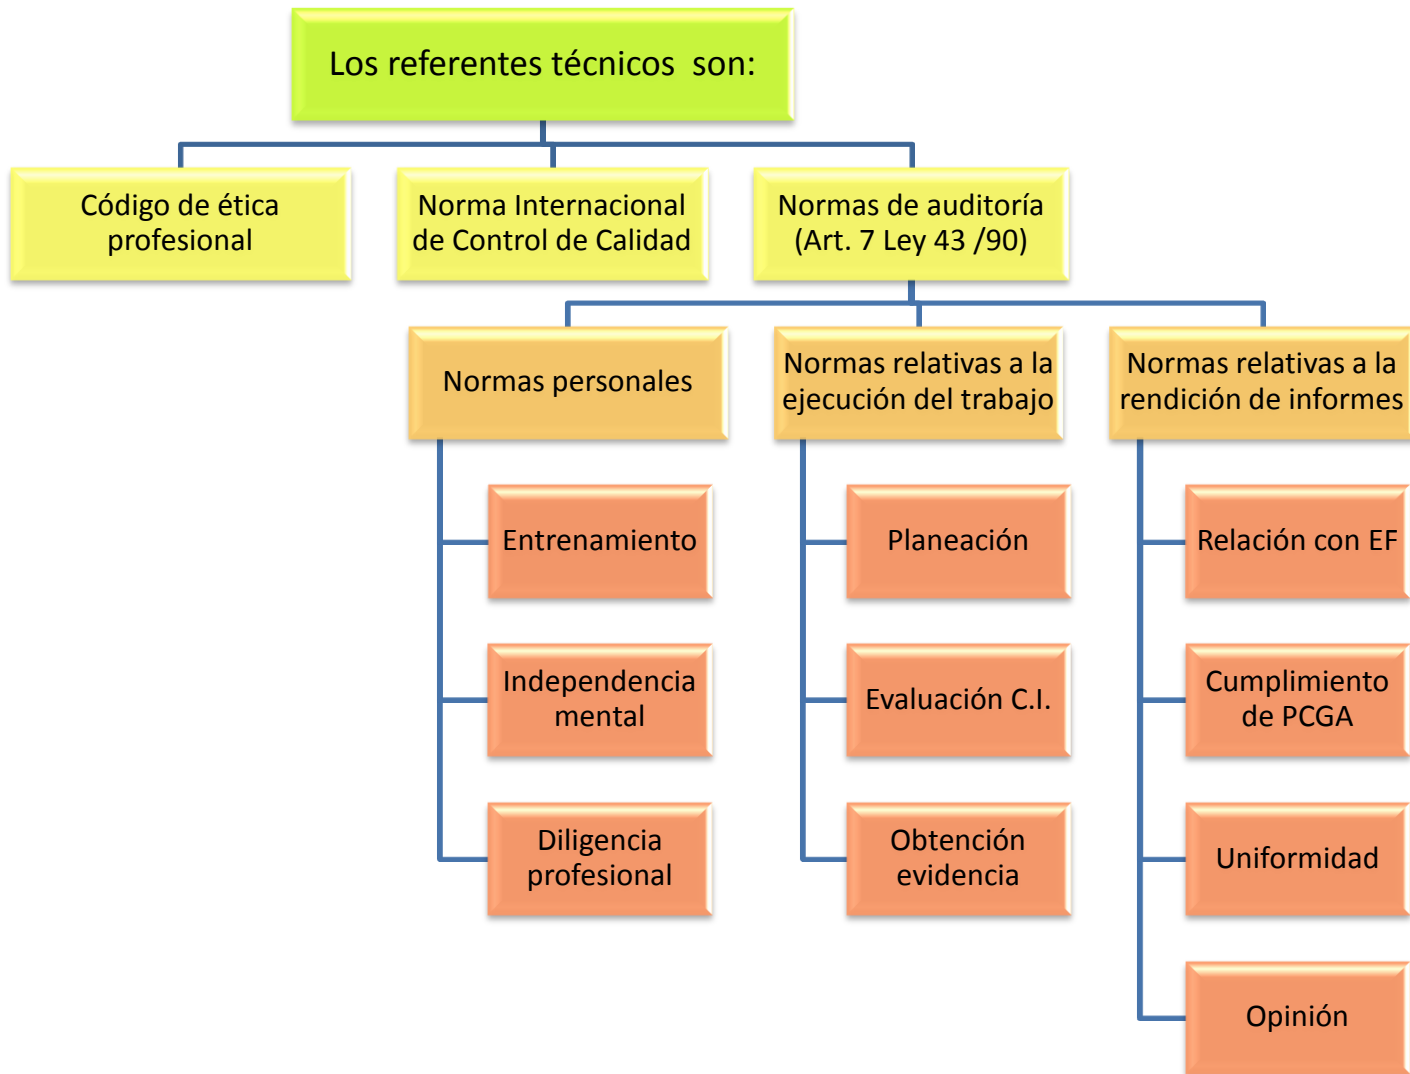 Los referentes técnicos  son:
Código de ética
profesional
Norma Internacional
de Control de Calidad
Normas de auditoría
(Art. 7 Ley 43 /90)
Normas personales
Normas relativas a la
ejecución del trabajo
Normas relativas a la
rendición de informes
Entrenamiento
Independencia
mental
Diligencia
profesional
Planeación
Evaluación C.I.
Obtención
evidencia
Relación con EF
Cumplimiento
de PCGA
Uniformidad
Opinión